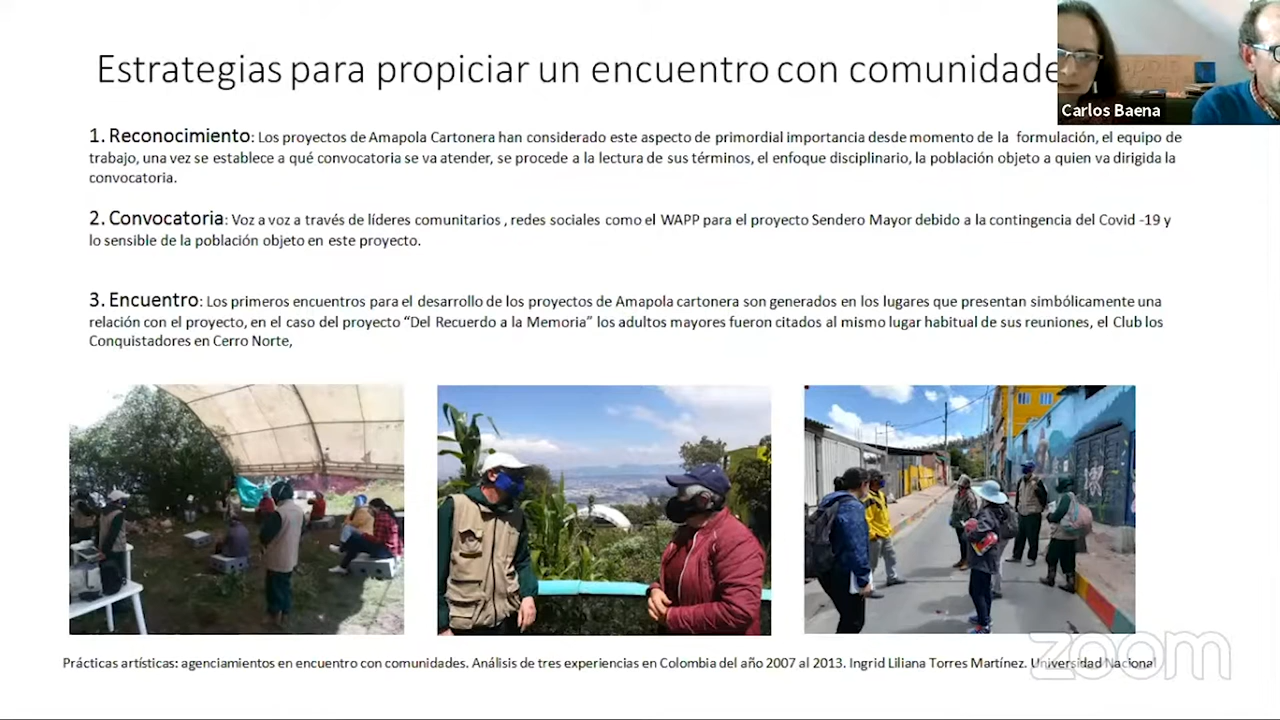 Estrategias para propiciar un encuentro con comunidade
Carlos Baena
1. Reconocimiento: Los proyectos de Amapola Cartonera han considerado este aspecto de primordial importancia desde momento de la formulación, el equipo de
trabajo, una vez se establece a qué convocatoria se va atender, se procede a la lectura de sus términos, el enfoque disciplinario, la población objeto a quien va dirigida la
convocatoria.
2. Convocatoria: Voz a voz a través de líderes comunitarios , redes sociales como el WAPP para el proyecto Sendero Mayor debido a la contingencia del Covid -19 y
lo sensible de la población objeto en este proyecto.
3. Encuentro: Los primeros encuentros para el desarrollo de los proyectos de Amapola cartonera son generados en los lugares que presentan simbólicamente una
relación con el proyecto, en el caso del proyecto “Del Recuerdo a la Memoria” los adultos mayores fueron citados al mismo lugar habitual de sus reuniones, el Club los
Conquistadores en Cerro Norte,
Prácticas artísticas: agenciamientos en encuentro con comunidades. Análisis de tres experiencias en Colombia del año 2007 al 2013. Ingrid Liliana Torres Martínez. Universidad Nacional
zoom